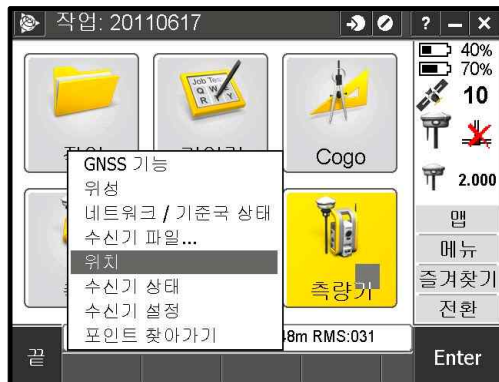 작업: 20110617
? – ×
40%
70%
10
2.000
Cogo
GNSS 기능
위성
네트워크 / 기준국 상태
수신기 파일...
위치
수신기 상태
수신기 설정
포인트 찾아가기
측량기
맵
메뉴
즐겨찾기
전환
RMS:031
끝
Enter